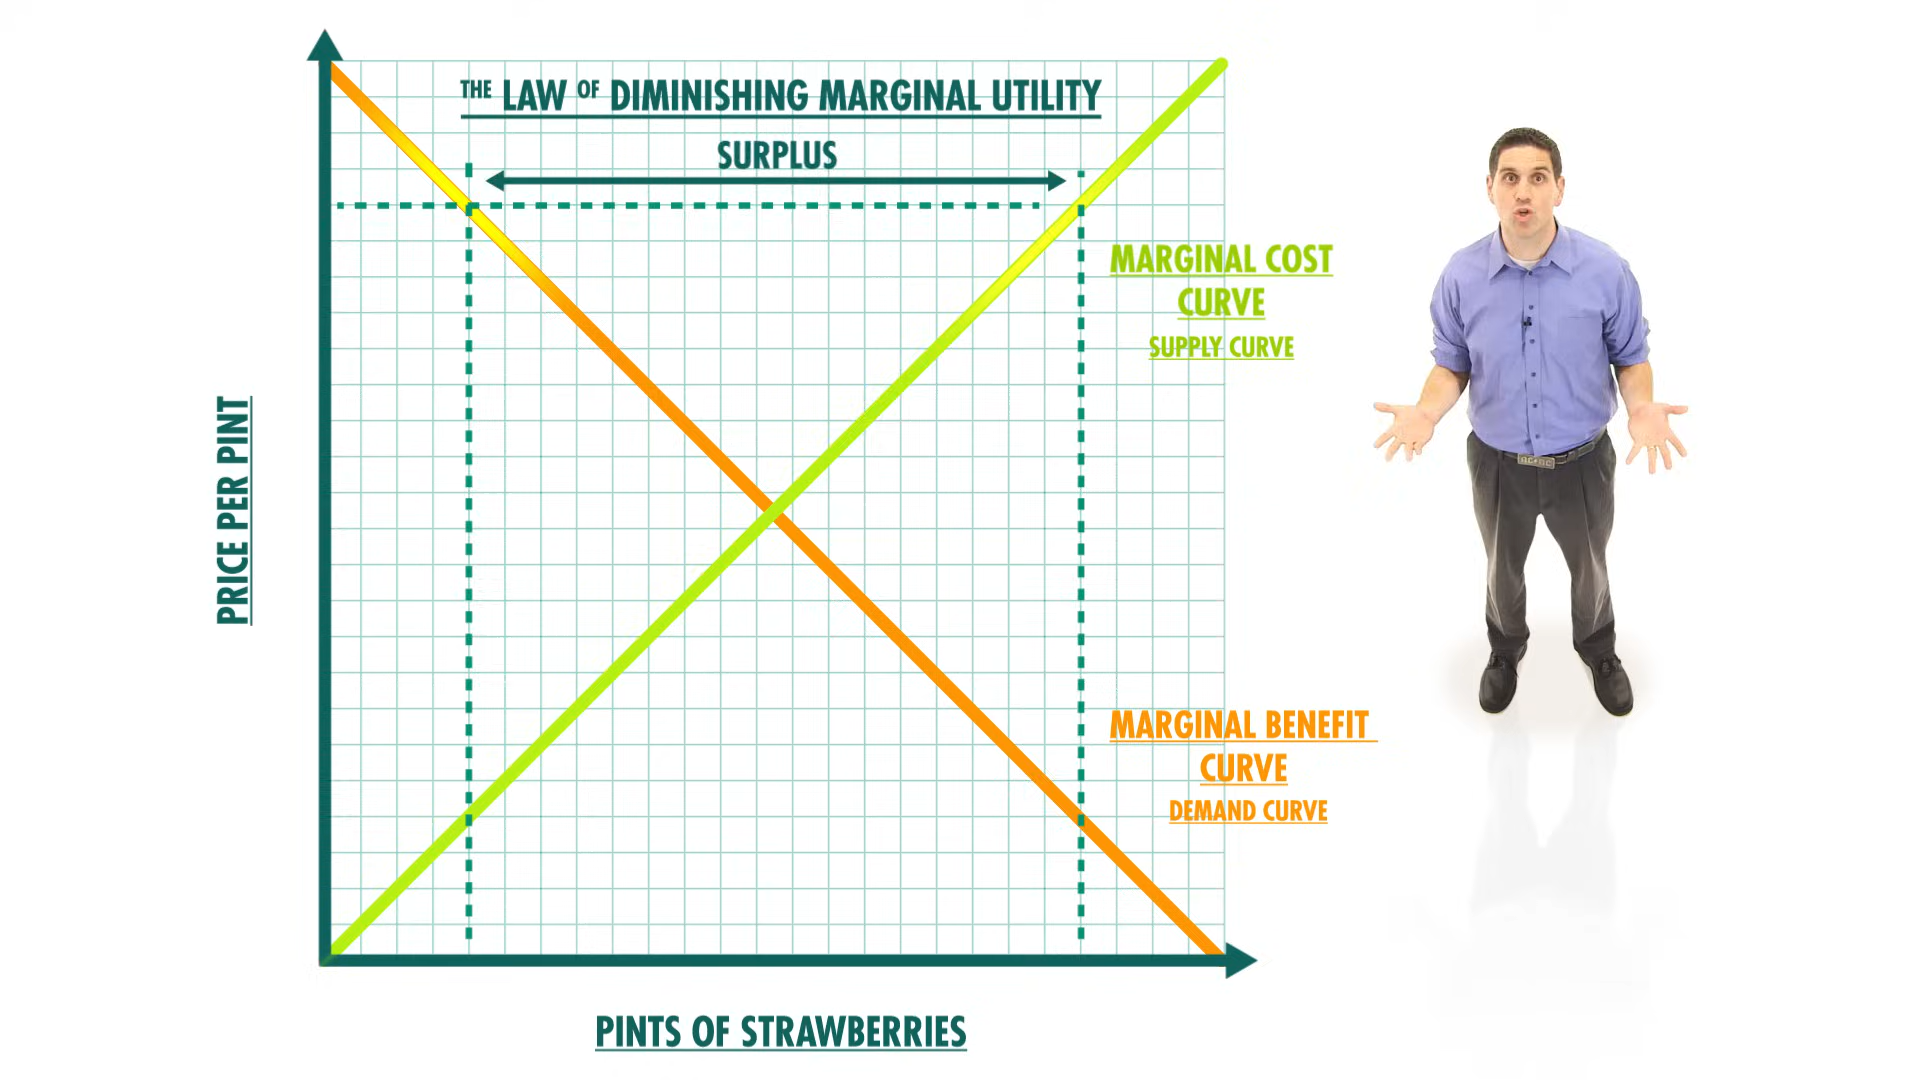 THE LAW OF DIMINISHING MARGINAL UTILITY
SURPLUS
MARGINAL COST
CURVE
SUPPLY CURVE
PRICE PER PINT
MARGINAL BENEFIT
CURVE
DEMAND CURVE
PINTS OF STRAWBERRIES